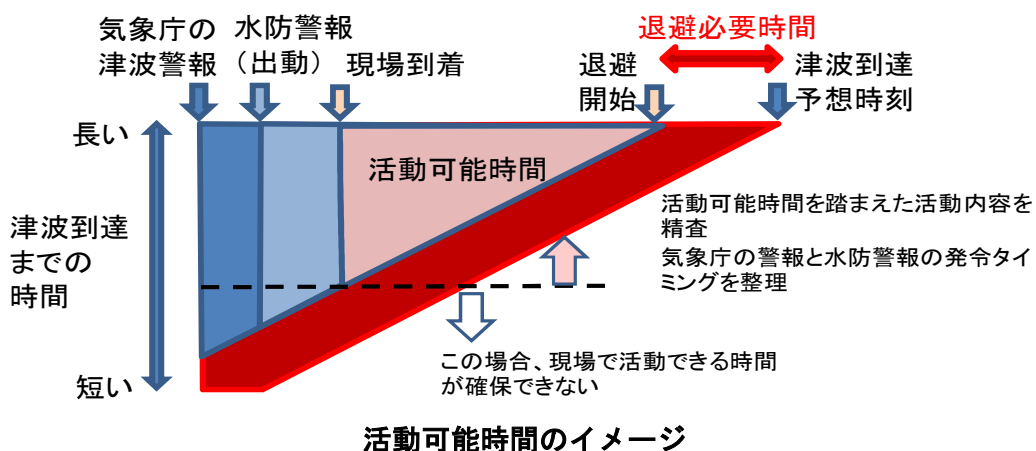 気象庁の
津波警報
水防警報
（出動）
現場到着
退避
開始
退避必要時間
津波到達
予想時刻
長い
活動可能時間
津波到達
までの
時間
活動可能時間を踏まえた活動内容を
精査
気象庁の警報と水防警報の発令タイ
ミングを整理
この場合、現場で活動できる時間
が確保できない
短い
活動可能時間のイメージ